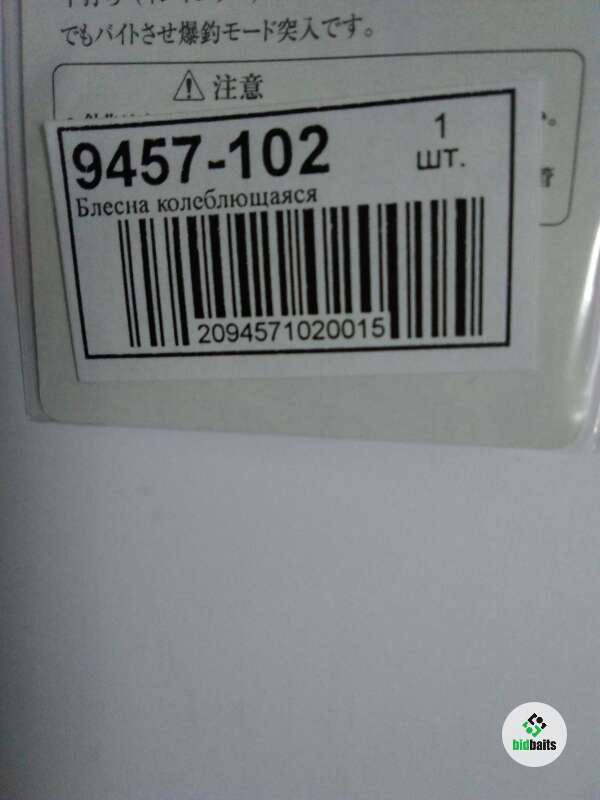 でもバイトさせ爆釣モード突入です。
⚠ 注意
9457-102
1
шт.
Блесна колеблющаяся
2094571020015
bidbaits